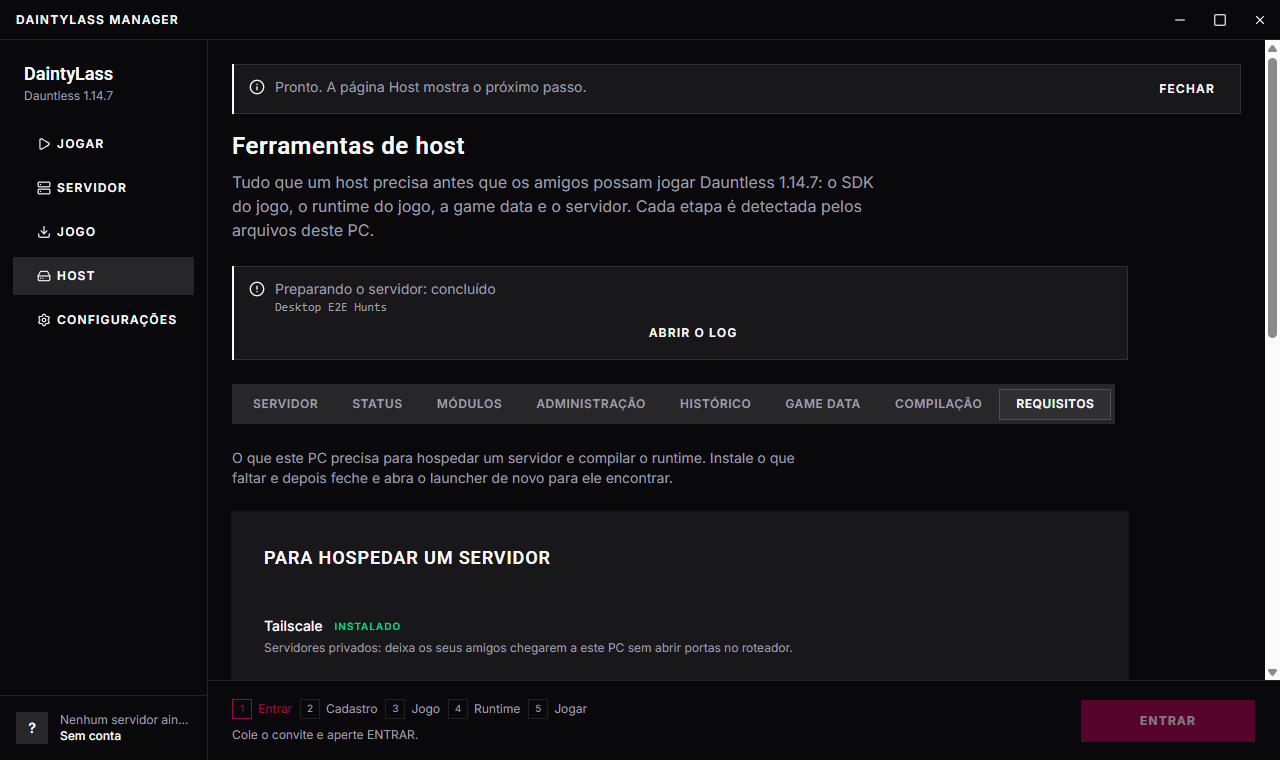 DAINTYLASS MANAGER
DaintyLass
Dauntless 1.14.7
JOGAR
SERVIDOR
JOGO
HOST
CONFIGURAÇÕES
?
Nenhum servidor ain...
Sem conta
Pronto. A página Host mostra o próximo passo.
FECHAR
Ferramentas de host
Tudo que um host precisa antes que os amigos possam jogar Dauntless 1.14.7: o SDK
do jogo, o runtime do jogo, a game data e o servidor. Cada etapa é detectada pelos
arquivos deste PC.
Preparando o servidor: concluído
Desktop E2E Hunts
ABRIR O LOG
SERVIDOR STATUS MÓDULOS ADMINISTRAÇÃO HISTÓRICO GAME DATA COMPILAÇÃO REQUISITOS
O que este PC precisa para hospedar um servidor e compilar o runtime. Instale o que
faltar e depois feche e abra o launcher de novo para ele encontrar.
PARA HOSPEDAR UM SERVIDOR
Tailscale INSTALADO
Servidores privados: deixa os seus amigos chegarem a este PC sem abrir portas no roteador.
1 Entrar 2 Cadastro 3 Jogo 4 Runtime 5 Jogar
Cole o convite e aperte ENTRAR.
ENTRAR